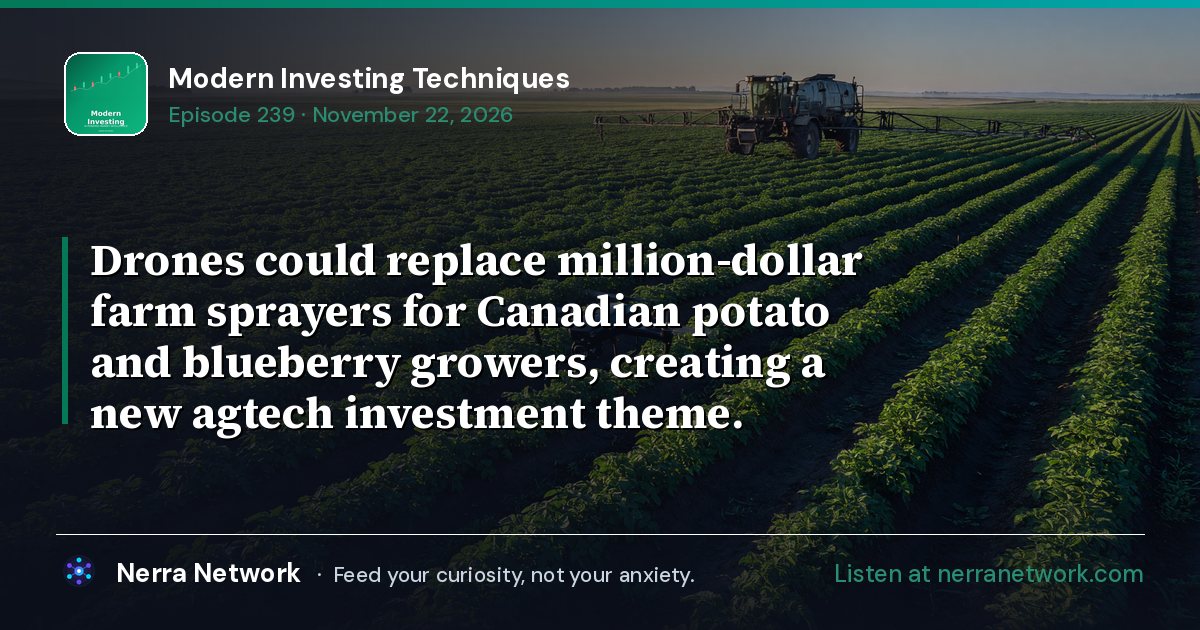 Modern Investing Techniques
Episode 239 · November 22, 2026
Modern
Investing
Drones could replace million-dollar
farm sprayers for Canadian potato
and blueberry growers, creating a
new agtech investment theme.
Nerra Network · Feed your curiosity, not your anxiety.
Listen at nerranetwork.com